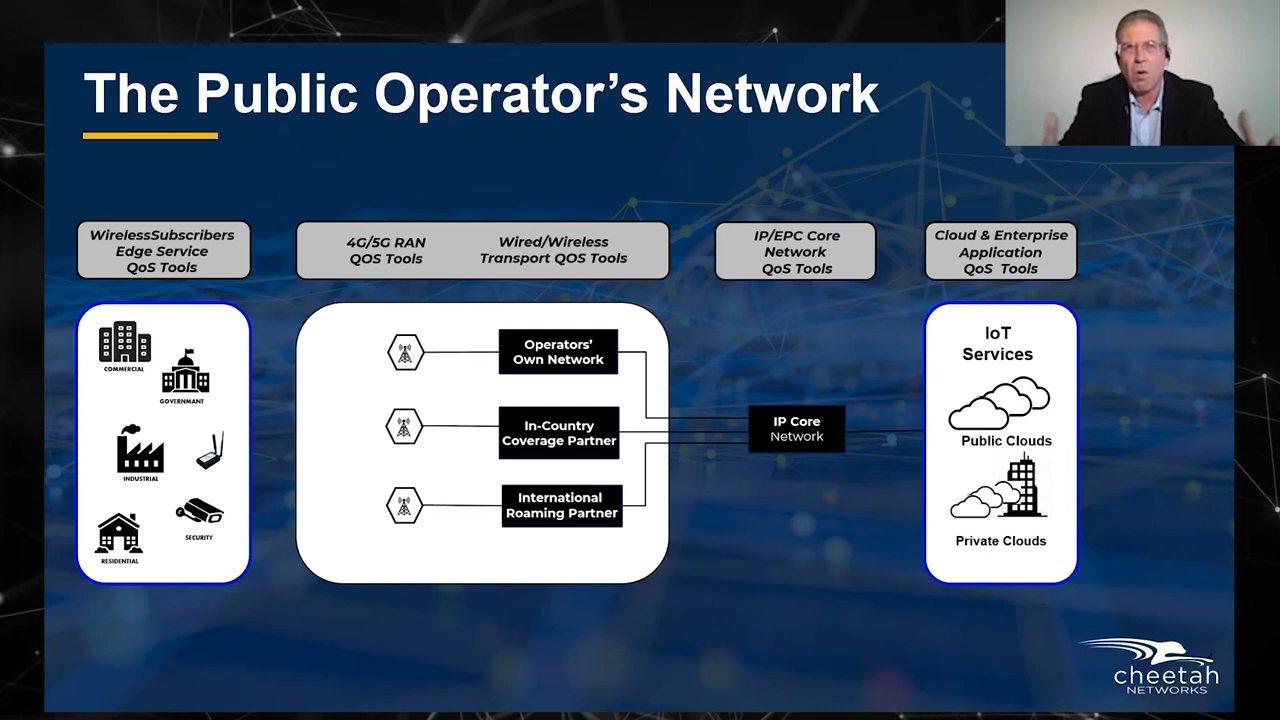 The Public Operator's Network
WirelessSubscribers
Edge Service
QoS Tools
4G/5G RAN
QOS Tools
Wired/Wireless
Transport QOS Tools
IP/EPC Core
Network
QoS Tools
Cloud & Enterprise
Application
QoS Tools
COMMERCIAL
GOVERNMANT
INDUSTRIAL
SECURITY
RESIDENTIAL
Operators'
Own Network
In-Country
Coverage Partner
International
Roaming Partner
IP Core
Network
IoT
Services
Public Clouds
Private Clouds
4
cheetah
NETWORKS